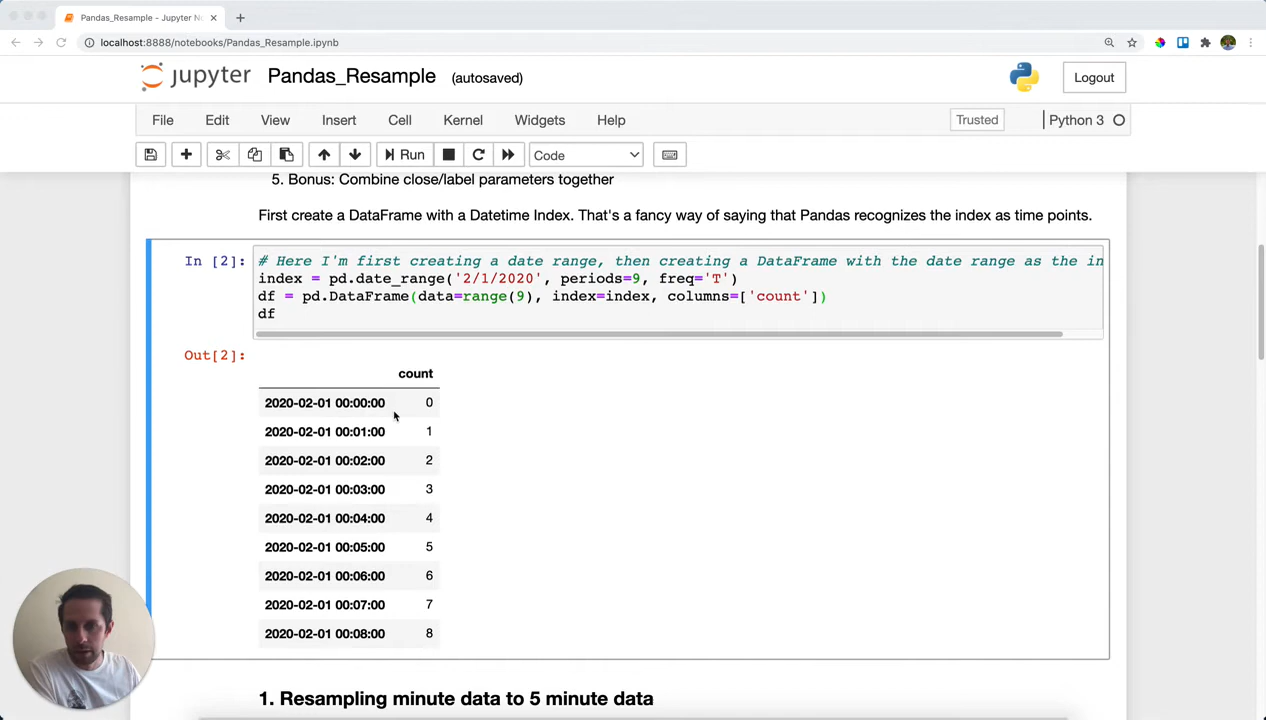 Pandas_Resample - Jupyter No
localhost:8888/notebooks/Pandas_Resample.ipynb
jupyter Pandas_Resample (autosaved)
Logout
File Edit View Insert Cell Kernel Widgets Help Trusted Python 3
Run Code
5. Bonus: Combine close/label parameters together
First create a DataFrame with a Datetime Index. That's a fancy way of saying that Pandas recognizes the index as time points.
In [2]: # Here I'm first creating a date range, then creating a DataFrame with the date range as the in
index = pd.date_range('2/1/2020', periods=9, freq='T')
df = pd.DataFrame(data=range(9), index=index, columns=['count'])
df
Out[2]:
count
2020-02-01 00:00:00 0
2020-02-01 00:01:00 1
2020-02-01 00:02:00 2
2020-02-01 00:03:00 3
2020-02-01 00:04:00 4
2020-02-01 00:05:00 5
2020-02-01 00:06:00 6
2020-02-01 00:07:00 7
2020-02-01 00:08:00 8
1. Resampling minute data to 5 minute data